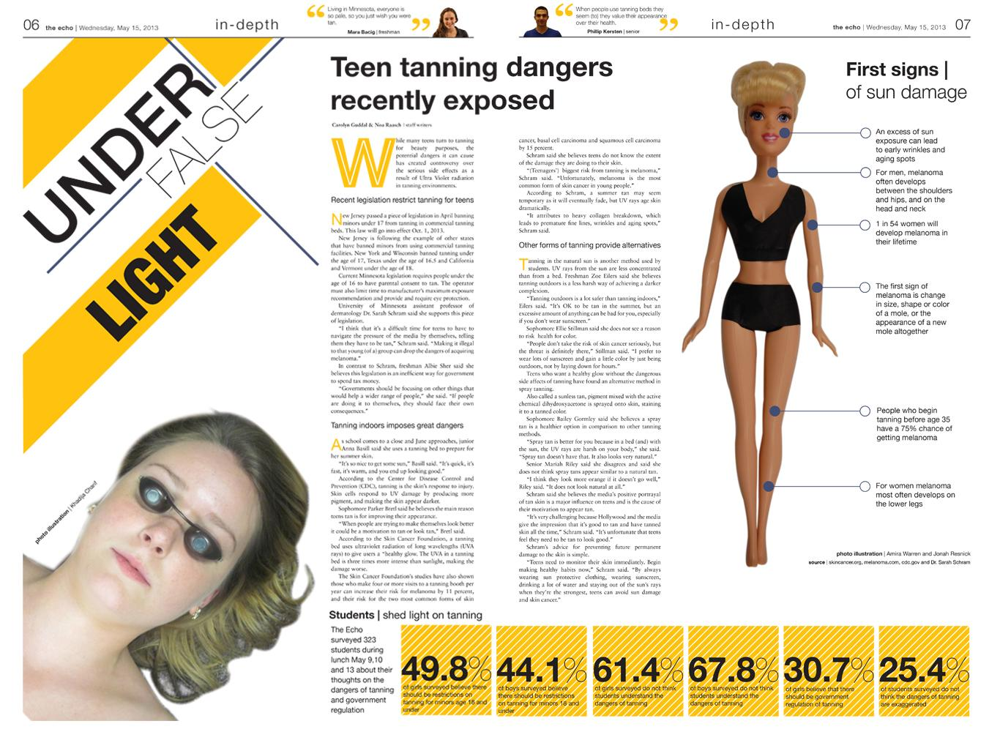 06 the echo | Wednesday, May 15, 2013
in-depth
“ Living in Minnesota, everyone is
so pale, so you just wish you were
tan. ”
Mara Bacig | freshman
“ When people use tanning beds they
seem (to) they value their appearance
over their health. ”
Phillip Kersten | senior
in-depth
the echo | Wednesday, May 15, 2013 07
UNDER
FALSE
LIGHT
photo illustration | Khadija Charif
Teen tanning dangers
recently exposed
Carolyn Guddal & Noa Raasch | staff writers
While many teens turn to tanning
for beauty purposes, the
potential dangers it can cause
has created controversy over
the serious side effects as a
result of Ultra Violet radiation
in tanning environments.
Recent legislation restrict tanning for teens
New Jersey passed a piece of legislation in April banning
minors under 17 from tanning in commercial tanning
beds. This law will go into effect Oct. 1, 2013.
New Jersey is following the example of other states
that have banned minors from using commercial tanning
facilities. New York and Wisconsin banned tanning under
the age of 17, Texas under the age of 16.5 and California
and Vermont under the age of 18.
Current Minnesota legislation requires people under the
age of 16 to have parental consent to tan. The operator
must also limit time to manufacturer's maximum exposure
recommendation and provide and require eye protection.
University of Minnesota assistant professor of
dermatology Dr. Sarah Schram said she supports this piece
of legislation.
“I think that it's a difficult time for teens to have to
navigate the pressure of the media by themselves, telling
them they have to be tan,” Schram said. “Making it illegal
to that young (of a) group can drop the dangers of acquiring
melanoma.”
In contrast to Schram, freshman Albie Sher said she
believes this legislation is an inefficient way for government
to spend tax money.
“Governments should be focusing on other things that
would help a wider range of people,” she said. “If people
are doing it to themselves, they should face their own
consequences.”
Tanning indoors imposes great dangers
As school comes to a close and June approaches, junior
Anna Basill said she uses a tanning bed to prepare for
her summer skin.
“It's so nice to get some sun,” Basill said. “It's quick, it's
fast, it's warm, and you end up looking good.”
According to the Center for Disease Control and
Prevention (CDC), tanning is the skin's response to injury.
Skin cells respond to UV damage by producing more
pigment, and making the skin appear darker.
Sophomore Parker Bretl said he believes the main reason
teens tan is for improving their appearance.
“When people are trying to make themselves look better
it could be a motivation to tan or look tan,” Bretl said.
According to the Skin Cancer Foundation, a tanning
bed uses ultraviolet radiation of long wavelengths (UVA
rays) to give users a “healthy glow. The UVA in a tanning
bed is three times more intense than sunlight, making the
damage worse.
The Skin Cancer Foundation's studies have also shown
those who make four or more visits to a tanning booth per
year can increase their risk for melanoma by 11 percent,
and their risk for the two most common forms of skin
cancer, basal cell carcinoma and squamous cell carcinoma
by 15 percent.
Schram said she believes teens do not know the extent
of the damage they are doing to their skin.
“(Teenagers') biggest risk from tanning is melanoma,”
Schram said. “Unfortunately, melanoma is the most
common form of skin cancer in young people.”
According to Schram, a summer tan may seem
temporary as it will eventually fade, but UV rays age skin
dramatically.
“It attributes to heavy collagen breakdown, which
leads to premature fine lines, wrinkles and aging spots,”
Schram said.
Other forms of tanning provide alternatives
Tanning in the natural sun is another method used by
students. UV rays from the sun are less concentrated
than from a bed. Freshman Zoe Eilers said she believes
tanning outdoors is a less harsh way of achieving a darker
complexion.
“Tanning outdoors is a lot safer than tanning indoors,”
Eilers said. “It's OK to be tan in the summer, but an
excessive amount of anything can be bad for you, especially
if you don't wear sunscreen.”
Sophomore Ellie Stillman said she does not see a reason
to risk health for color.
“People don't take the risk of skin cancer seriously, but
the threat is definitely there,” Stillman said. “I prefer to
wear lots of sunscreen and gain a little color by just being
outdoors, not by laying down for hours.”
Teens who want a healthy glow without the dangerous
side affects of tanning have found an alternative method in
spray tanning.
Also called a sunless tan, pigment mixed with the active
chemical dihydroxyacetone is sprayed onto skin, staining
it to a tanned color.
Sophomore Bailey Gormley said she believes a spray
tan is a healthier option in comparison to other tanning
methods.
“Spray tan is better for you because in a bed (and) with
the sun, the UV rays are harsh on your body,” she said.
“Spray tan doesn't have that. It also looks very natural.”
Senior Mariah Riley said she disagrees and said she
does not think spray tans appear similar to a natural tan.
“I think they look more orange if it doesn't go well,”
Riley said. “It does not look natural at all.”
Schram said she believes the media's positive portrayal
of tan skin is a major influence on teens and is the cause of
their motivation to appear tan.
“It's very challenging because Hollywood and the media
give the impression that it's good to tan and have tanned
skin all the time,” Schram said. “It's unfortunate that teens
feel they need to be tan to look good.”
Schram's advice for preventing future permanent
damage to the skin is simple.
“Teens need to monitor their skin immediately. Begin
making healthy habits now,” Schram said. “By always
wearing sun protective clothing, wearing sunscreen,
drinking a lot of water and staying out of the sun's rays
when they're the strongest, teens can avoid sun damage
and skin cancer.”
First signs |
of sun damage
An excess of sun
exposure can lead
to early wrinkles and
aging spots
For men, melanoma
often develops
between the shoulders
and hips, and on the
head and neck
1 in 54 women will
develop melanoma in
their lifetime
The first sign of
melanoma is change
in size, shape or color
of a mole, or the
appearance of a new
mole altogether
People who begin
tanning before age 35
have a 75% chance of
getting melanoma
For women melanoma
most often develops on
the lower legs
photo illustration | Amira Warren and Jonah Resnick
source | skincancer.org, melanoma.com, cdc.gov and Dr. Sarah Schram
Students | shed light on tanning
The Echo
surveyed 323
students during
lunch May 9,10
and 13 about their
thoughts on the
dangers of tanning
and government
regulation
49.8%
of girls surveyed believe there
should be restrictions on
tanning for minors age 18 and
under
44.1%
of boys surveyed believe
there should be restrictions
on tanning for minors 18 and
under
61.4%
of girls surveyed do not think
students understand the
dangers of tanning
67.8%
of boys surveyed do not think
students understand the
dangers of tanning
30.7%
of girls believe that there
should be government
regulation of tanning
25.4%
of students surveyed do not
think the dangers of tanning
are exaggerated